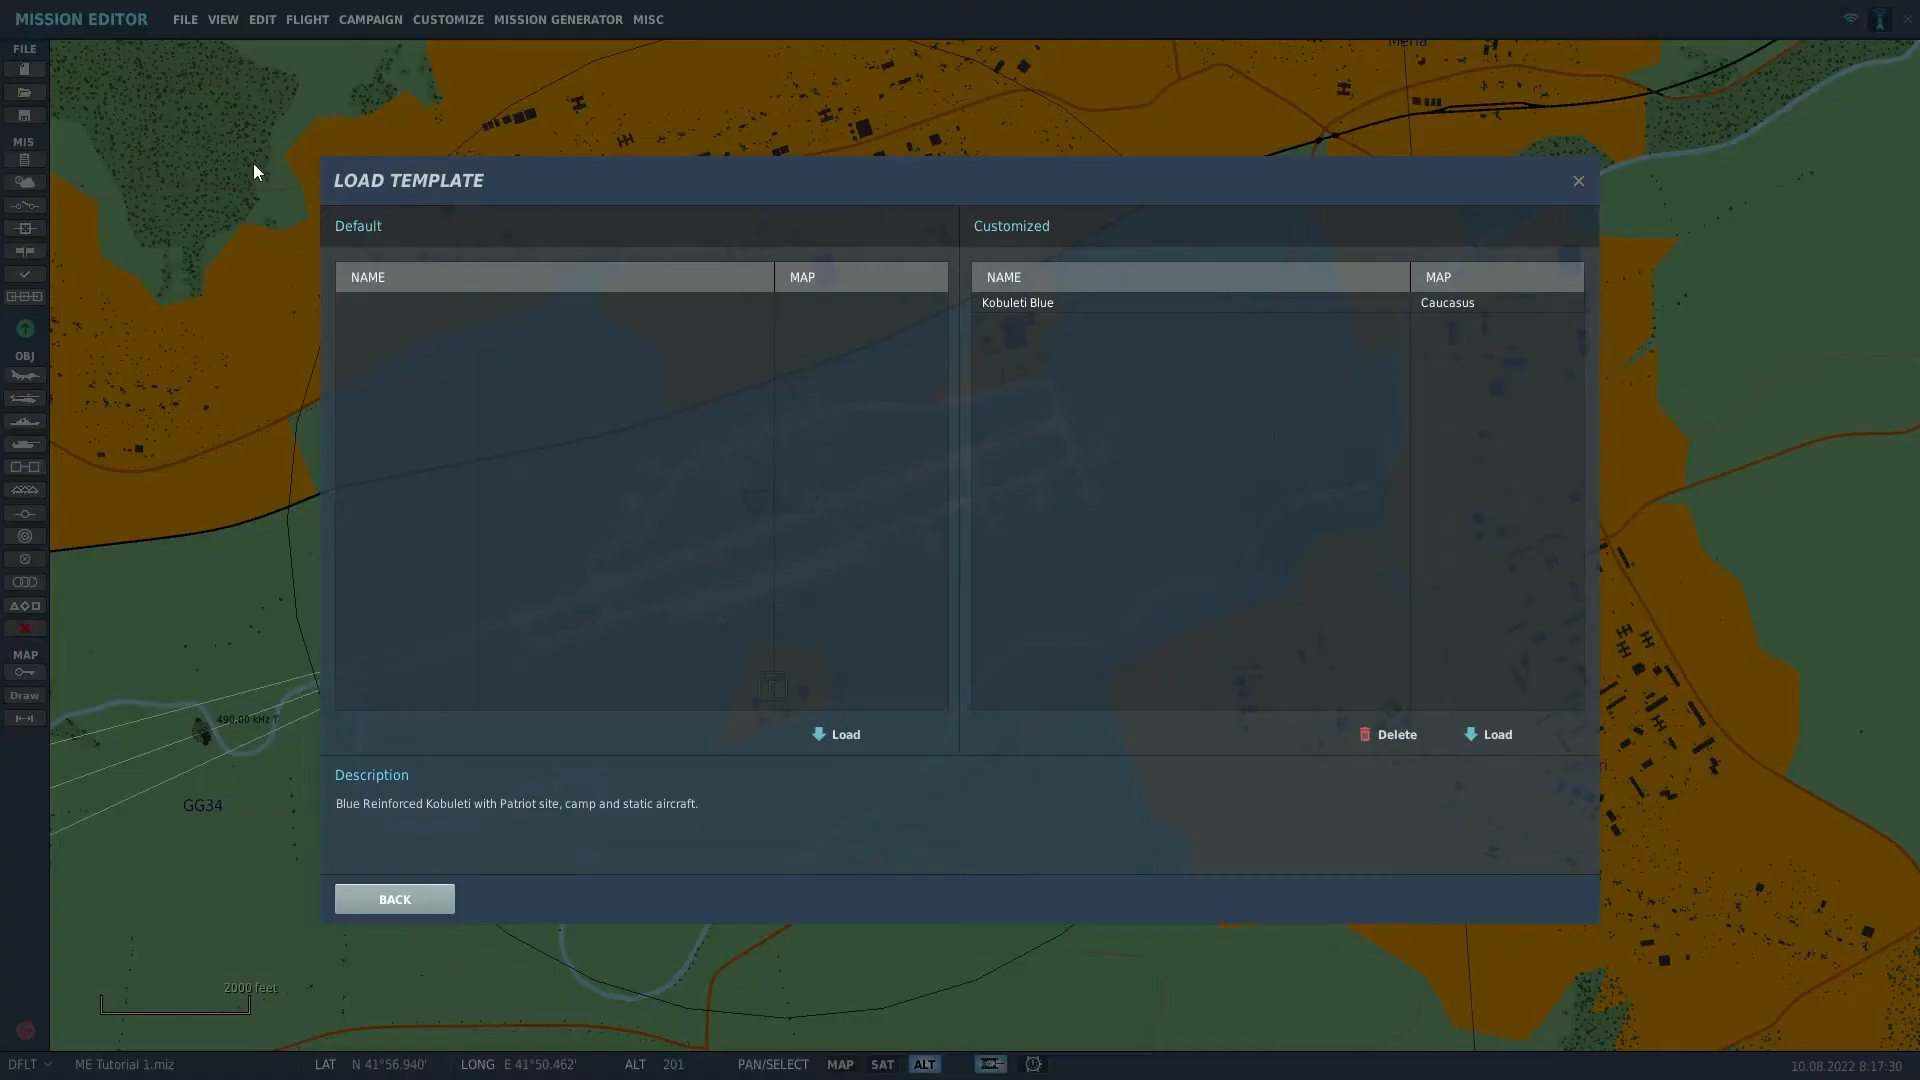 MISSION EDITOR FILE VIEW EDIT FLIGHT CAMPAIGN CUSTOMIZE MISSION GENERATOR MISC
FILE
MIS
OBJ
MAP
Draw
LOAD TEMPLATE
Default
Customized
NAME MAP
NAME MAP
Kobuleti Blue Caucasus
Load
Delete Load
Description
Blue Reinforced Kobuleti with Patriot site, camp and static aircraft.
BACK
490.00 kHz T
GG34
2000 feet
DFLT ME Tutorial 1.miz LAT N 41°56.940' LONG E 41°50.462' ALT 201 PAN/SELECT MAP SAT ALT 10.08.2022 8:17:30